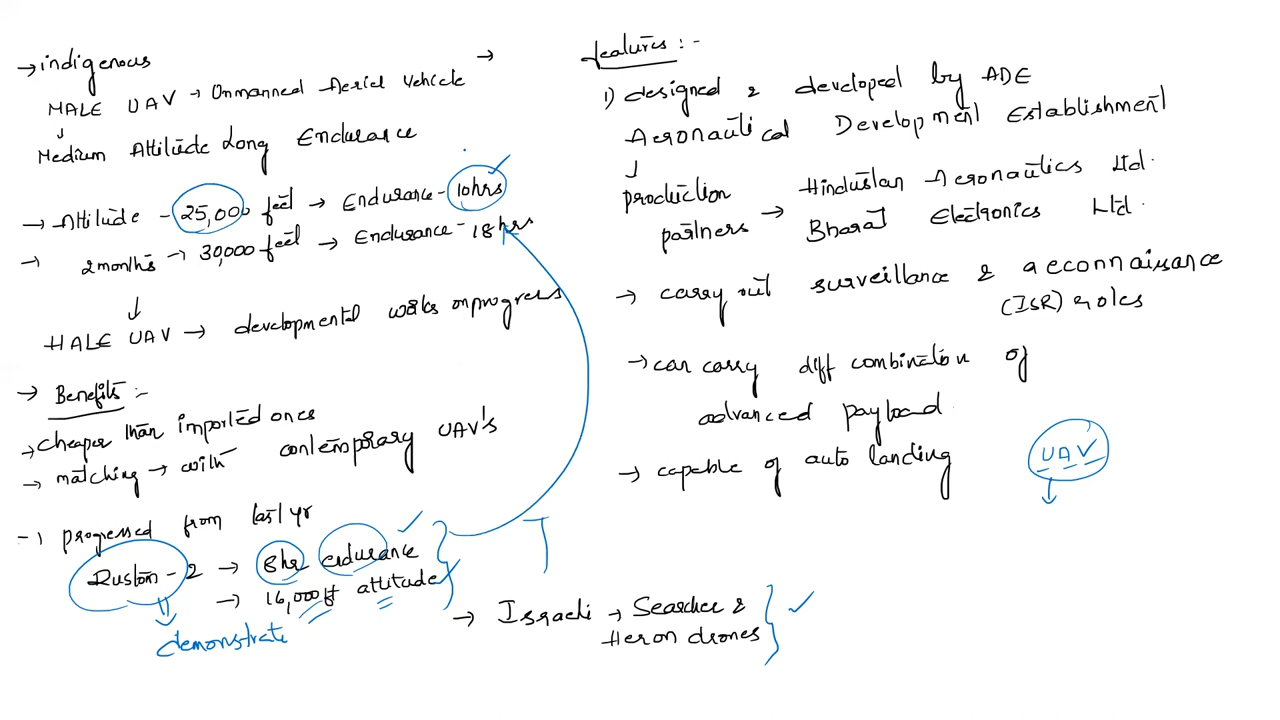 → indigenous →
MALE UAV → Unmanned Aerial Vehicle
↓
Medium Attitude Long Endurance
→ Attitude - 25,000 feet → Endurance - 10hrs
→ 2months → 30,000 feet → Endurance - 18hrs
↓
HALE UAV → developmental works on progress
→ Benefits :-
→ cheaper than imported ones
→ matching → with contemporary UAV's
→ progressed from last yr
Rustom - 2 → 8hr endurance
→ 16,000ft attitude
demonstrate
features :-
1) designed & developed by ADE
Aeronautical Development Establishment
↓
production partners → Hindustan Aeronautics Ltd.
Bharat Electronics Ltd.
→ carry out surveillance & reconnaissance
(ISR) roles
→ can carry diff combination of
advanced payload
→ capable of auto landing
UAV
→ Israeli → Searcher &
Heron drones